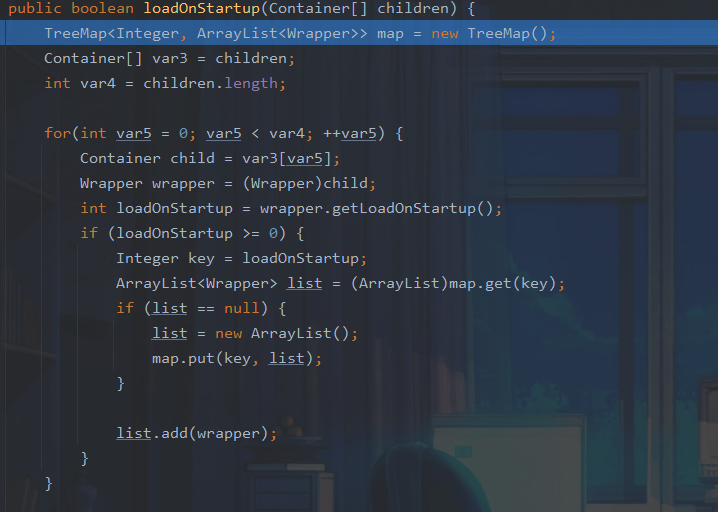 public boolean loadOnStartup(Container[] children) {
    TreeMap<Integer, ArrayList<Wrapper>> map = new TreeMap();
    Container[] var3 = children;
    int var4 = children.length;

    for(int var5 = 0; var5 < var4; ++var5) {
        Container child = var3[var5];
        Wrapper wrapper = (Wrapper)child;
        int loadOnStartup = wrapper.getLoadOnStartup();
        if (loadOnStartup >= 0) {
            Integer key = loadOnStartup;
            ArrayList<Wrapper> list = (ArrayList)map.get(key);
            if (list == null) {
                list = new ArrayList();
                map.put(key, list);
            }

            list.add(wrapper);
        }
    }